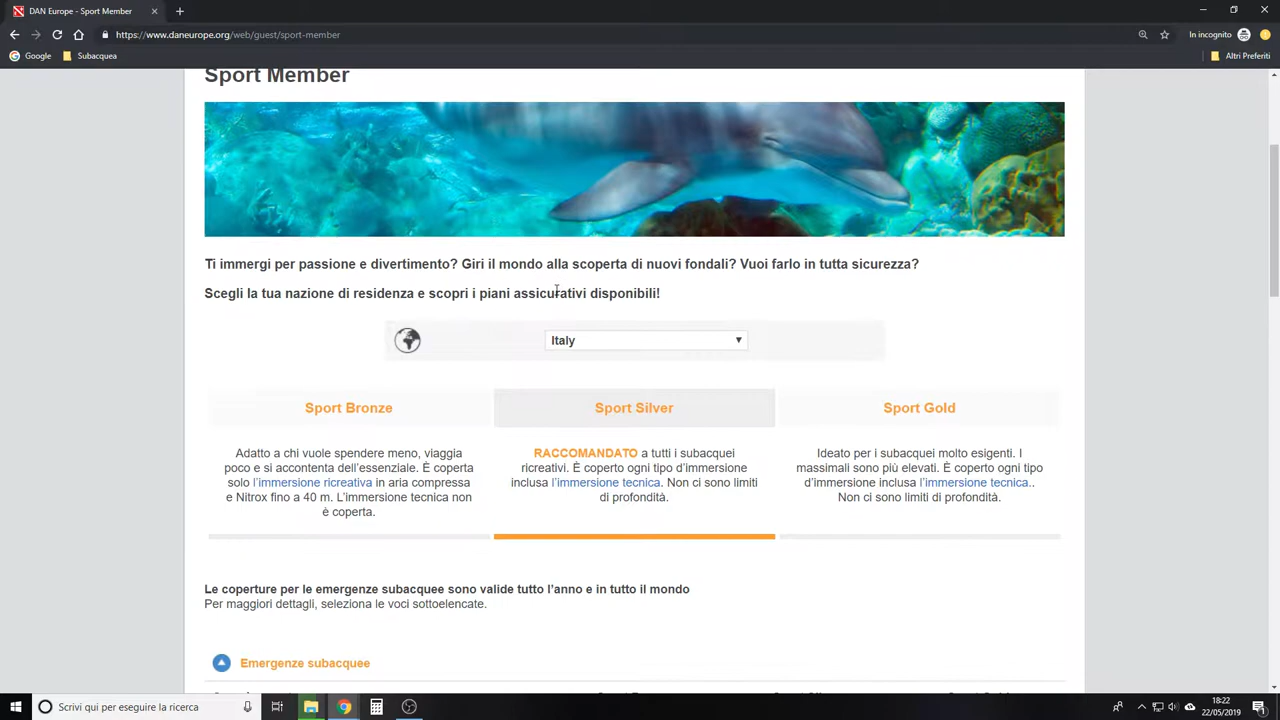 DAN Europe - Sport Member
https://www.daneurope.org/web/guest/sport-member
In incognito
Google
Subacquea
Altri Preferiti
Sport Member
Ti immergi per passione e divertimento? Giri il mondo alla scoperta di nuovi fondali? Vuoi farlo in tutta sicurezza?
Scegli la tua nazione di residenza e scopri i piani assicurativi disponibili!
Italy
Sport Bronze
Adatto a chi vuole spendere meno, viaggia
poco e si accontenta dell'essenziale. È coperta
solo l'immersione ricreativa in aria compressa
e Nitrox fino a 40 m. L'immersione tecnica non
è coperta.
Sport Silver
RACCOMANDATO a tutti i subacquei
ricreativi. È coperto ogni tipo d'immersione
inclusa l'immersione tecnica. Non ci sono limiti
di profondità.
Sport Gold
Ideato per i subacquei molto esigenti. I
massimali sono più elevati. È coperto ogni tipo
d'immersione inclusa l'immersione tecnica..
Non ci sono limiti di profondità.
Le coperture per le emergenze subacquee sono valide tutto l'anno e in tutto il mondo
Per maggiori dettagli, seleziona le voci sottoelencate.
Emergenze subacquee
Scrivi qui per eseguire la ricerca
18:22
22/05/2019